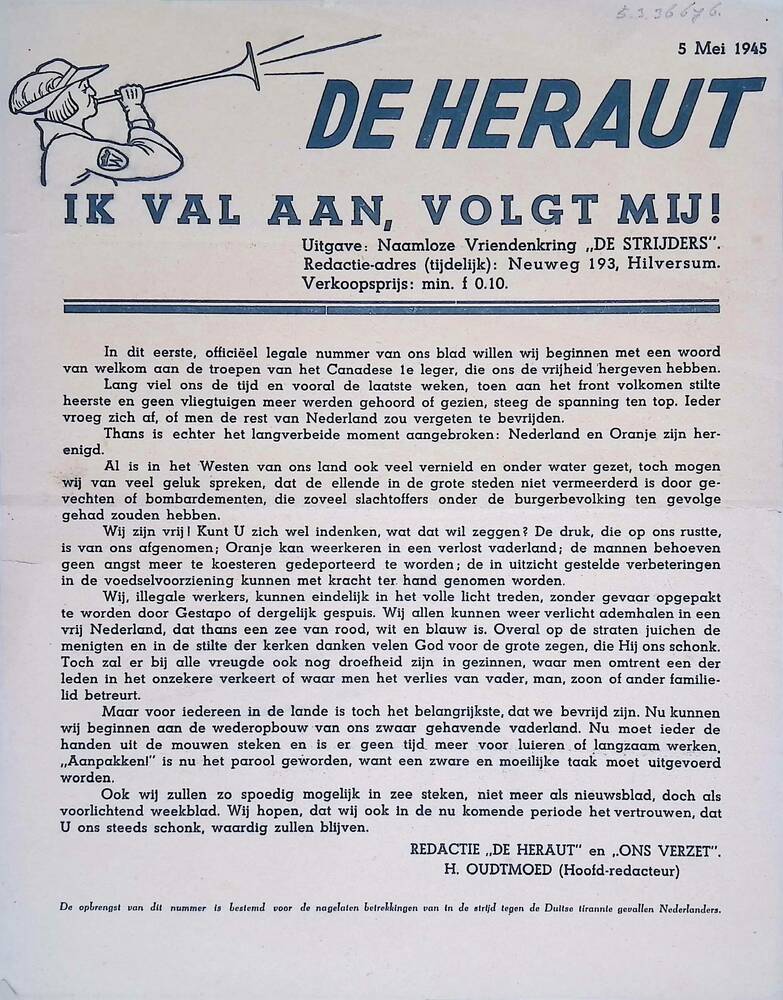 5.3.36676.
5 Mei 1945
DE HERAUT
IK VAL AAN, VOLGT MIJ!
Uitgave: Naamloze Vriendenkring „DE STRIJDERS".
Redactie-adres (tijdelijk): Neuweg 193, Hilversum.
Verkoopsprijs: min. f 0.10.
In dit eerste, officiëel legale nummer van ons blad willen wij beginnen met een woord
van welkom aan de troepen van het Canadese 1e leger, die ons de vrijheid hergeven hebben.
Lang viel ons de tijd en vooral de laatste weken, toen aan het front volkomen stilte
heerste en geen vliegtuigen meer werden gehoord of gezien, steeg de spanning ten top. Ieder
vroeg zich af, of men de rest van Nederland zou vergeten te bevrijden.
Thans is echter het langverbeide moment aangebroken: Nederland en Oranje zijn her-
enigd.
Al is in het Westen van ons land ook veel vernield en onder water gezet, toch mogen
wij van veel geluk spreken, dat de ellende in de grote steden niet vermeerderd is door ge-
vechten of bombardementen, die zoveel slachtoffers onder de burgerbevolking ten gevolge
gehad zouden hebben.
Wij zijn vrij! Kunt U zich wel indenken, wat dat wil zeggen? De druk, die op ons rustte,
is van ons afgenomen; Oranje kan weerkeren in een verlost vaderland; de mannen behoeven
geen angst meer te koesteren gedeporteerd te worden; de in uitzicht gestelde verbeteringen
in de voedselvoorziening kunnen met kracht ter hand genomen worden.
Wij, illegale werkers, kunnen eindelijk in het volle licht treden, zonder gevaar opgepakt
te worden door Gestapo of dergelijk gespuis. Wij allen kunnen weer verlicht ademhalen in een
vrij Nederland, dat thans een zee van rood, wit en blauw is. Overal op de straten juichen de
menigten en in de stilte der kerken danken velen God voor de grote zegen, die Hij ons schonk.
Toch zal er bij alle vreugde ook nog droefheid zijn in gezinnen, waar men omtrent een der
leden in het onzekere verkeert of waar men het verlies van vader, man, zoon of ander familie-
lid betreurt.
Maar voor iedereen in de lande is toch het belangrijkste, dat we bevrijd zijn. Nu kunnen
wij beginnen aan de wederopbouw van ons zwaar gehavende vaderland. Nu moet ieder de
handen uit de mouwen steken en is er geen tijd meer voor luieren of langzaam werken.
„Aanpakken!" is nu het parool geworden, want een zware en moeilijke taak moet uitgevoerd
worden.
Ook wij zullen zo spoedig mogelijk in zee steken, niet meer als nieuwsblad, doch als
voorlichtend weekblad. Wij hopen, dat wij ook in de nu komende periode het vertrouwen, dat
U ons steeds schonk, waardig zullen blijven.
REDACTIE „DE HERAUT" en „ONS VERZET".
H. OUDTMOED (Hoofd-redacteur)
De opbrengst van dit nummer is bestemd voor de nagelaten betrekkingen van in de strijd tegen de Duitse tirannie gevallen Nederlanders.